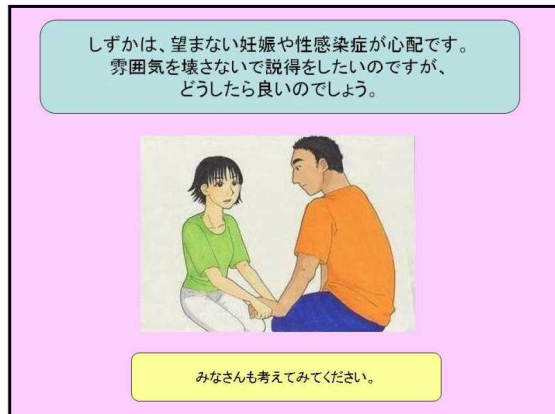 しずかは、望まない妊娠や性感染症が心配です。
雰囲気を壊さないで説得をしたいのですが、
どうしたら良いのでしょう。
みなさんも考えてみてください。